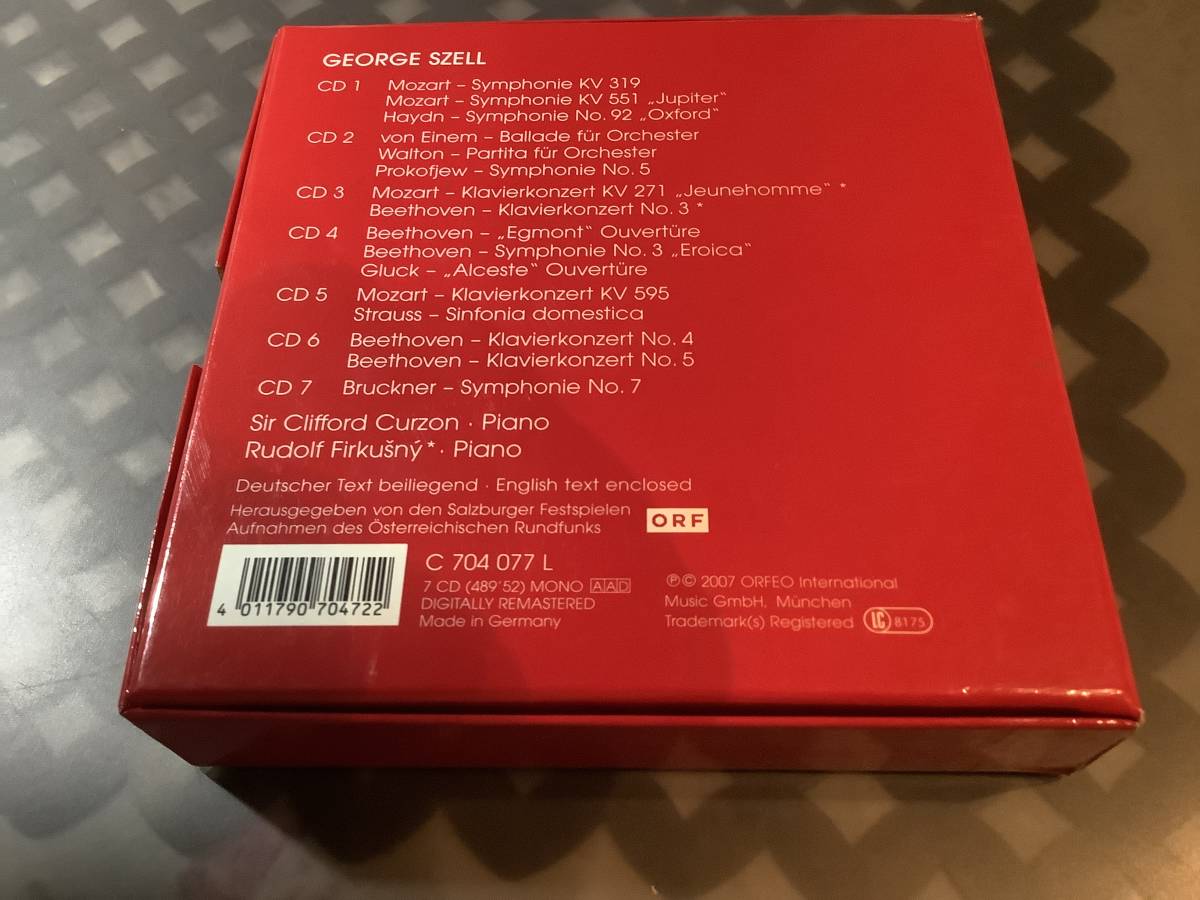 GEORGE SZELL
CD 1 Mozart – Symphonie KV 319
Mozart – Symphonie KV 551 „Jupiter“
Haydn – Symphonie No. 92 „Oxford“
CD 2 von Einem – Ballade für Orchester
Walton – Partita für Orchester
Prokofjew – Symphonie No. 5
CD 3 Mozart – Klavierkonzert KV 271 „Jeunehomme“ *
Beethoven – Klavierkonzert No. 3 *
CD 4 Beethoven – „Egmont“ Ouvertüre
Beethoven – Symphonie No. 3 „Eroica“
Gluck – „Alceste“ Ouvertüre
CD 5 Mozart – Klavierkonzert KV 595
Strauss – Sinfonia domestica
CD 6 Beethoven – Klavierkonzert No. 4
Beethoven – Klavierkonzert No. 5
CD 7 Bruckner – Symphonie No. 7
Sir Clifford Curzon · Piano
Rudolf Firkušný * · Piano
Deutscher Text beiliegend · English text enclosed
Herausgegeben von den Salzburger Festspielen
Aufnahmen des Österreichischen Rundfunks
ORF
4 011790 704722
C 704 077 L
7 CD (489'52) MONO AAD
DIGITALLY REMASTERED
Made in Germany
℗© 2007 ORFEO International
Music GmbH, München
Trademark(s) Registered LC 8175